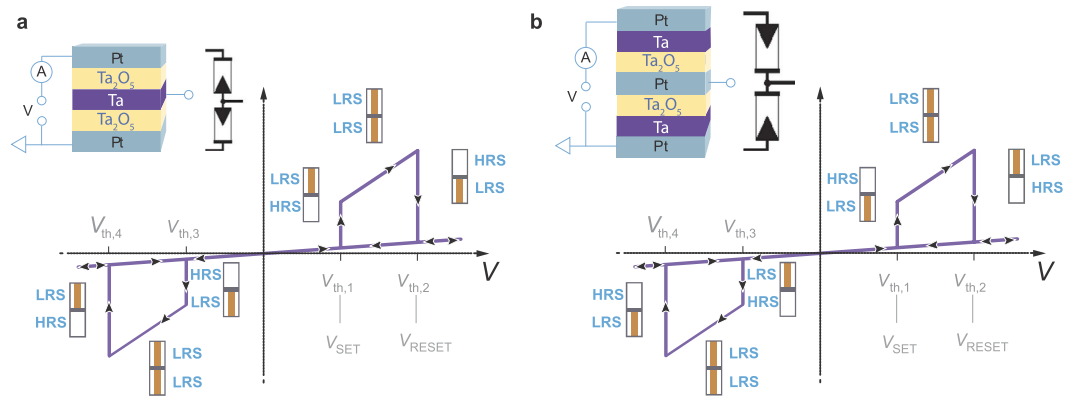 a
Pt
Ta2O5
Ta
Ta2O5
Pt
A
V
LRS
LRS
LRS
HRS
HRS
LRS
Vth,4
Vth,3
V
HRS
LRS
LRS
HRS
Vth,1
Vth,2
VSET
VRESET
LRS
LRS
b
Pt
Ta
Ta2O5
Pt
Ta2O5
Ta
Pt
A
V
LRS
LRS
HRS
LRS
LRS
HRS
Vth,4
Vth,3
V
LRS
HRS
HRS
LRS
Vth,1
Vth,2
VSET
VRESET
LRS
LRS